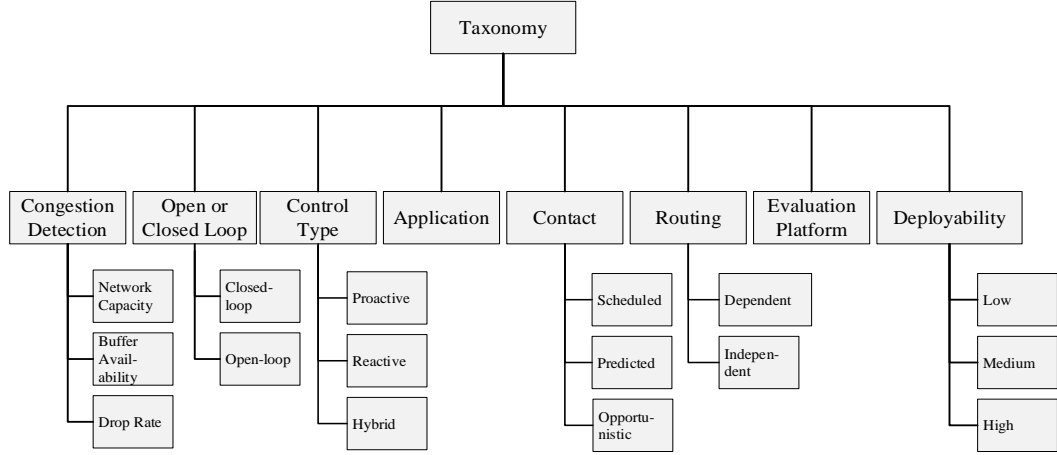 Taxonomy
Congestion
Detection
Open or
Closed Loop
Control
Type
Application
Contact
Routing
Evaluation
Platform
Deployability
Network
Capacity
Buffer
Avail-
ability
Drop Rate
Closed-
loop
Open-loop
Proactive
Reactive
Hybrid
Scheduled
Predicted
Opportu-
nistic
Dependent
Indepen-
dent
Low
Medium
High